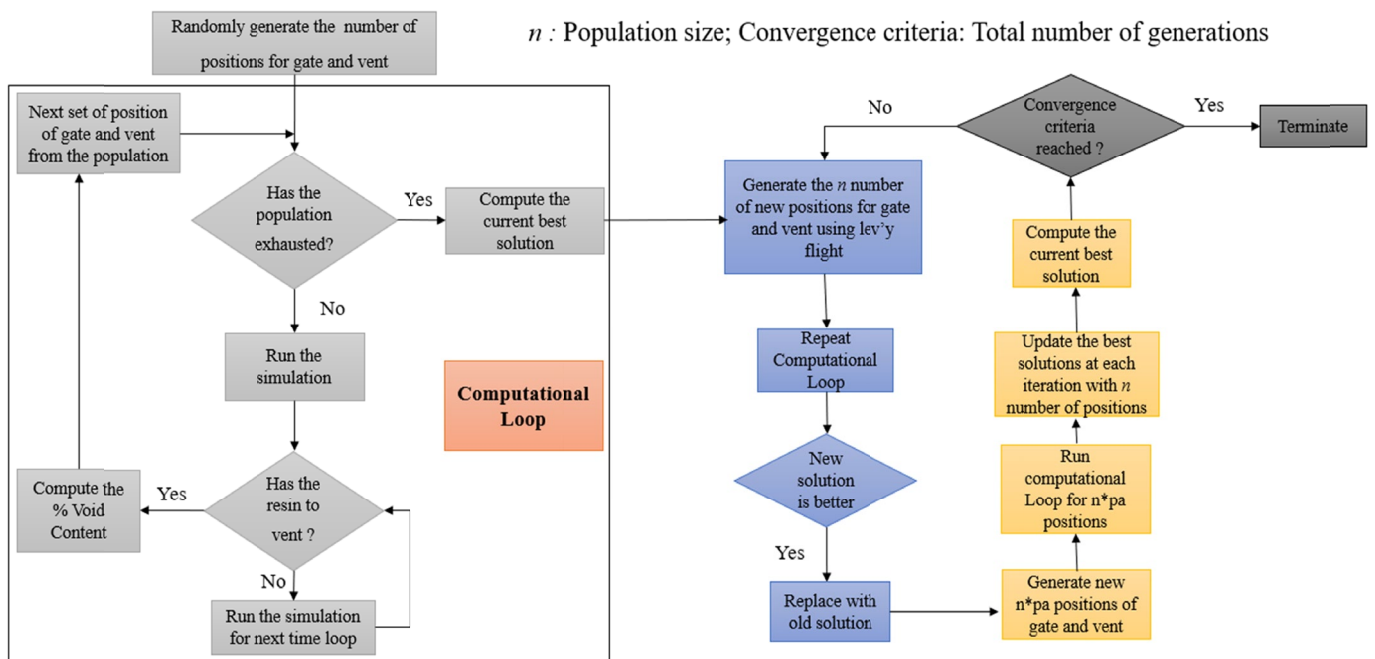 Randomly generate the number of
positions for gate and vent
n : Population size; Convergence criteria: Total number of generations
Next set of position
of gate and vent
from the population
Has the
population
exhausted?
Yes
Compute the
current best
solution
No
Run the
simulation
Computational
Loop
Has the
resin to
vent ?
Yes
Compute the
% Void
Content
No
Run the simulation
for next time loop
Generate the n number
of new positions for gate
and vent using lev'y
flight
Repeat
Computational
Loop
New
solution
is better
Yes
Replace with
old solution
Generate new
n*pa positions of
gate and vent
Run
computational
Loop for n*pa
positions
Update the best
solutions at each
iteration with n
number of positions
Compute the
current best
solution
Convergence
criteria
reached ?
No
Yes
Terminate